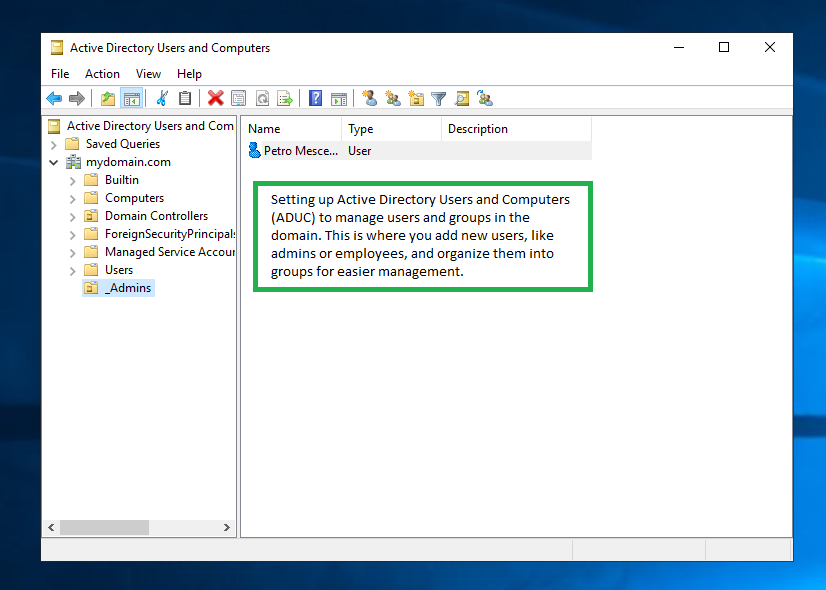 Active Directory Users and Computers
File Action View Help
Active Directory Users and Com
Saved Queries
mydomain.com
Builtin
Computers
Domain Controllers
ForeignSecurityPrincipals
Managed Service Accour
Users
_Admins
Name Type Description
Petro Mesce... User
Setting up Active Directory Users and Computers
(ADUC) to manage users and groups in the
domain. This is where you add new users, like
admins or employees, and organize them into
groups for easier management.